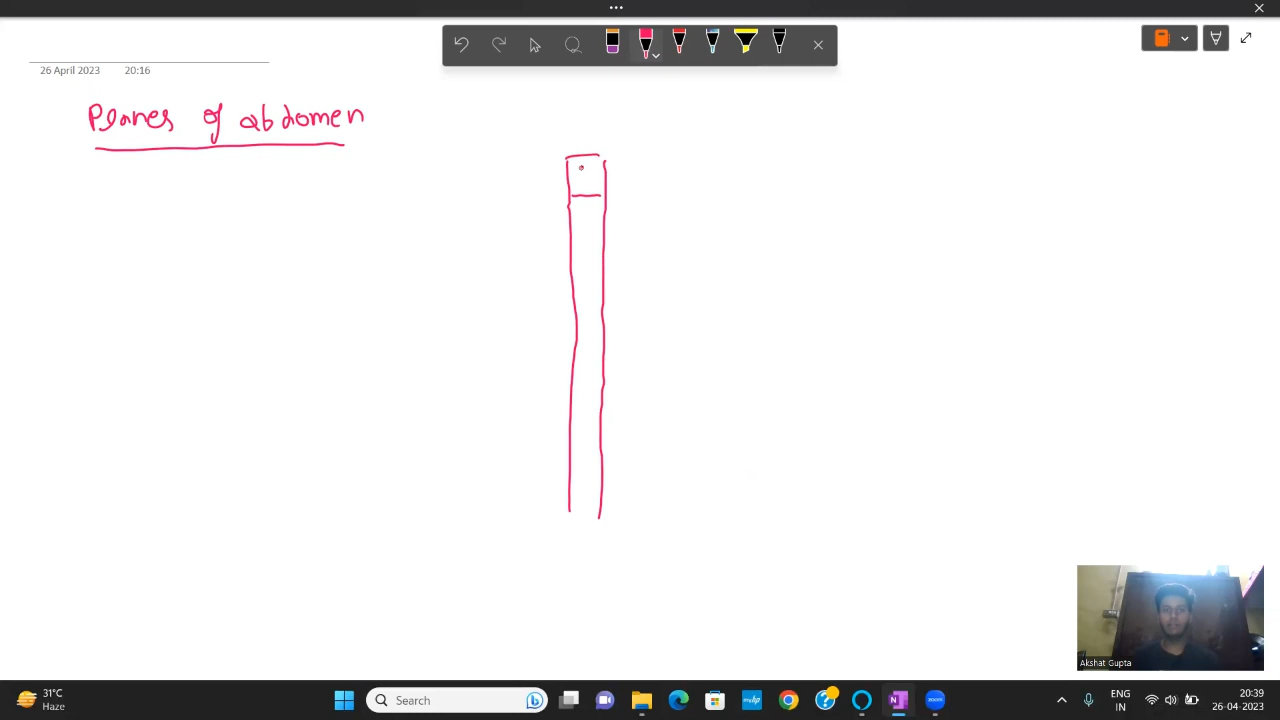 26 April 2023 20:16
Planes of abdomen
Akshat Gupta
31°C
Haze
Search
ENG
IN
20:39
26-04-2023
zoom